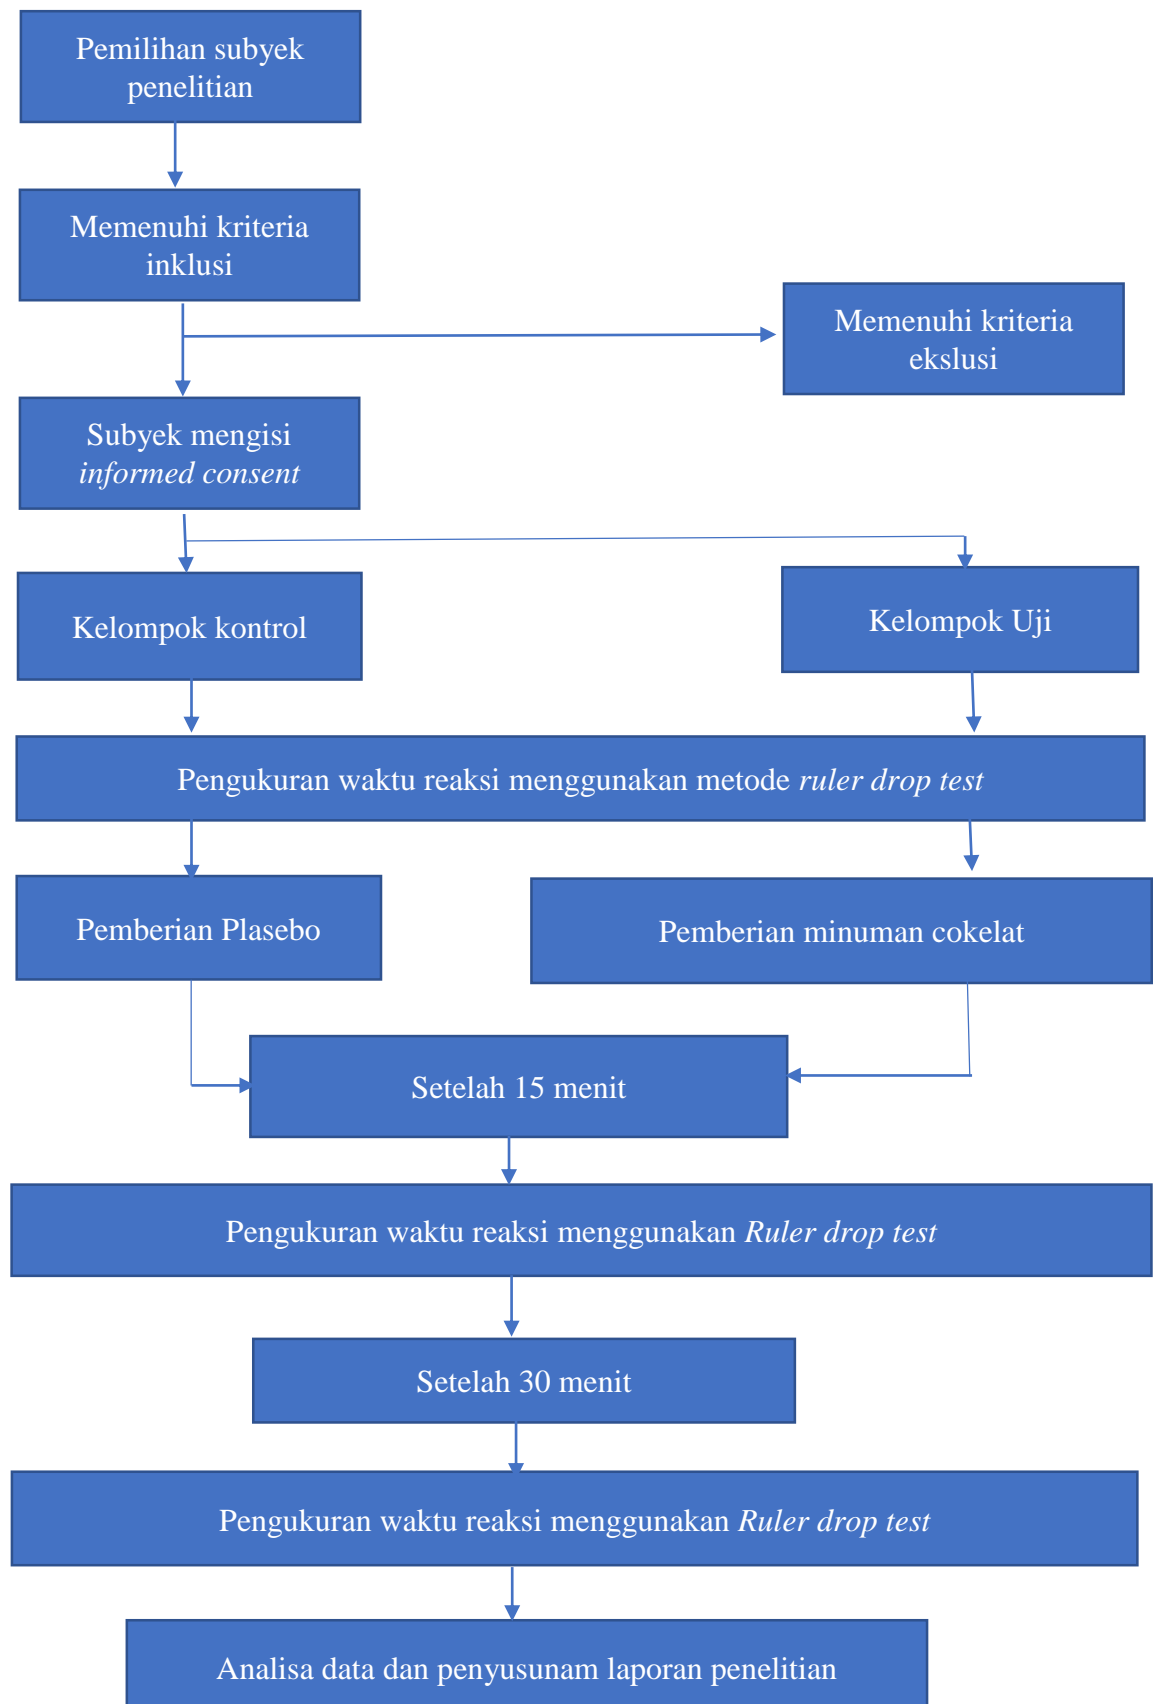 Pemilihan subyek
penelitian
Memenuhi kriteria
inklusi
Memenuhi kriteria
ekslusi
Subyek mengisi
informed consent
Kelompok kontrol
Kelompok Uji
Pengukuran waktu reaksi menggunakan metode ruler drop test
Pemberian Plasebo
Pemberian minuman cokelat
Setelah 15 menit
Pengukuran waktu reaksi menggunakan Ruler drop test
Setelah 30 menit
Pengukuran waktu reaksi menggunakan Ruler drop test
Analisa data dan penyusunam laporan penelitian